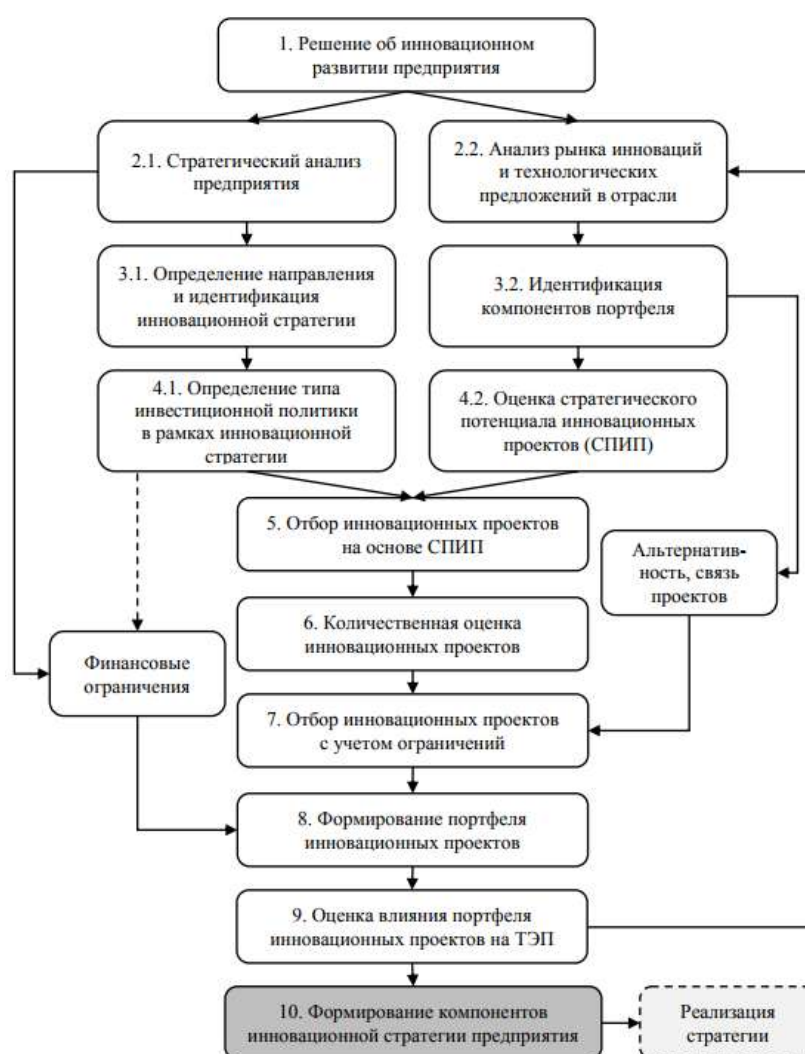 1. Решение об инновационном
развитии предприятия
2.1. Стратегический анализ
предприятия
2.2. Анализ рынка инноваций
и технологических
предложений в отрасли
3.1. Определение направления
и идентификация
инновационной стратегии
3.2. Идентификация
компонентов портфеля
4.1. Определение типа
инвестиционной политики
в рамках инновационной
стратегии
4.2. Оценка стратегического
потенциала инновационных
проектов (СПИП)
5. Отбор инновационных проектов
на основе СПИП
Альтернатив-
ность, связь
проектов
6. Количественная оценка
инновационных проектов
Финансовые
ограничения
7. Отбор инновационных проектов
с учетом ограничений
8. Формирование портфеля
инновационных проектов
9. Оценка влияния портфеля
инновационных проектов на ТЭП
10. Формирование компонентов
инновационной стратегии предприятия
Реализация
стратегии